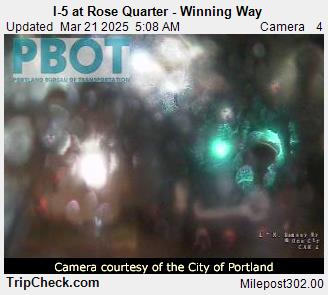 I-5 at Rose Quarter - Winning Way
Updated  Mar 21 2025  5:08 AM
Camera  4
PBOT
PORTLAND BUREAU OF TRANSPORTATION
Camera courtesy of the City of Portland
TripCheck.com
Milepost302.00